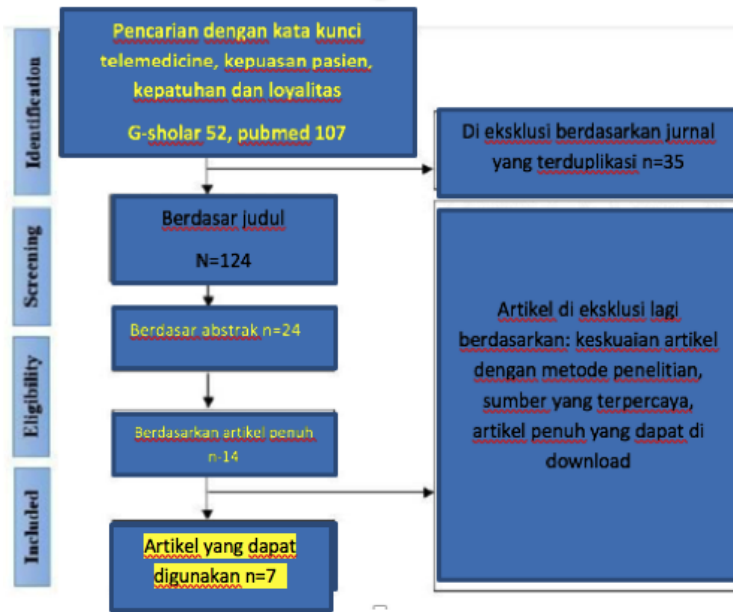 Identification
Pencarian dengan kata kunci
telemedicine, kepuasan pasien,
kepatuhan dan loyalitas
G-sholar 52, pubmed 107
Di eksklusi berdasarkan jurnal
yang terduplikasi n=35
Screening
Berdasar judul
N=124
Berdasar abstrak n=24
Eligibility
Berdasarkan artikel penuh
n-14
Artikel di eksklusi lagi
berdasarkan: keskuaian artikel
dengan metode penelitian,
sumber yang terpercaya,
artikel penuh yang dapat di
download
Included
Artikel yang dapat
digunakan n=7